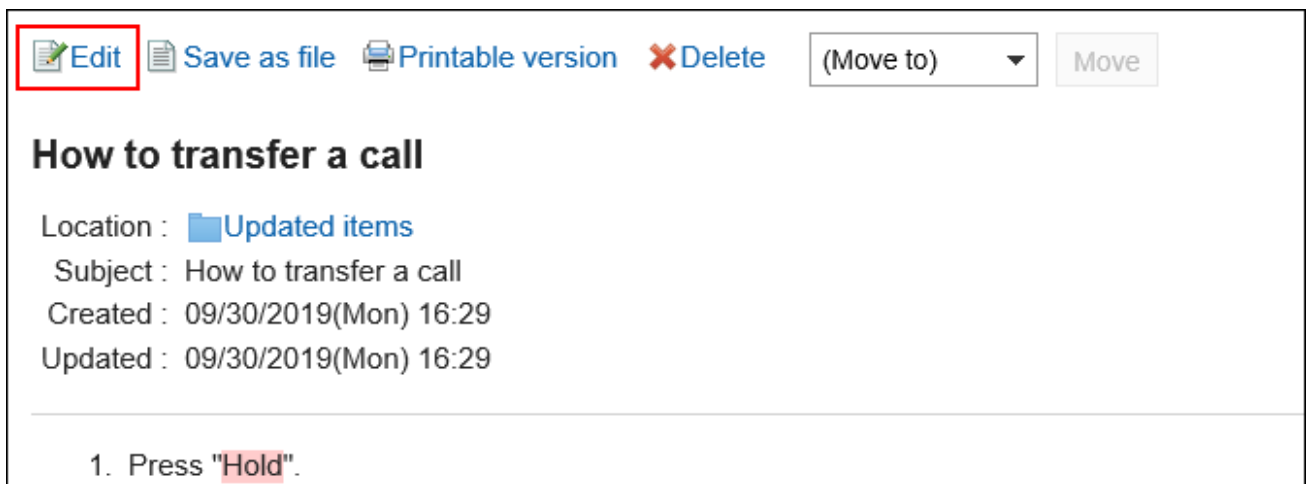 Edit Save as file Printable version Delete (Move to) Move
How to transfer a call
Location : Updated items
Subject : How to transfer a call
Created : 09/30/2019(Mon) 16:29
Updated : 09/30/2019(Mon) 16:29
1. Press "Hold".